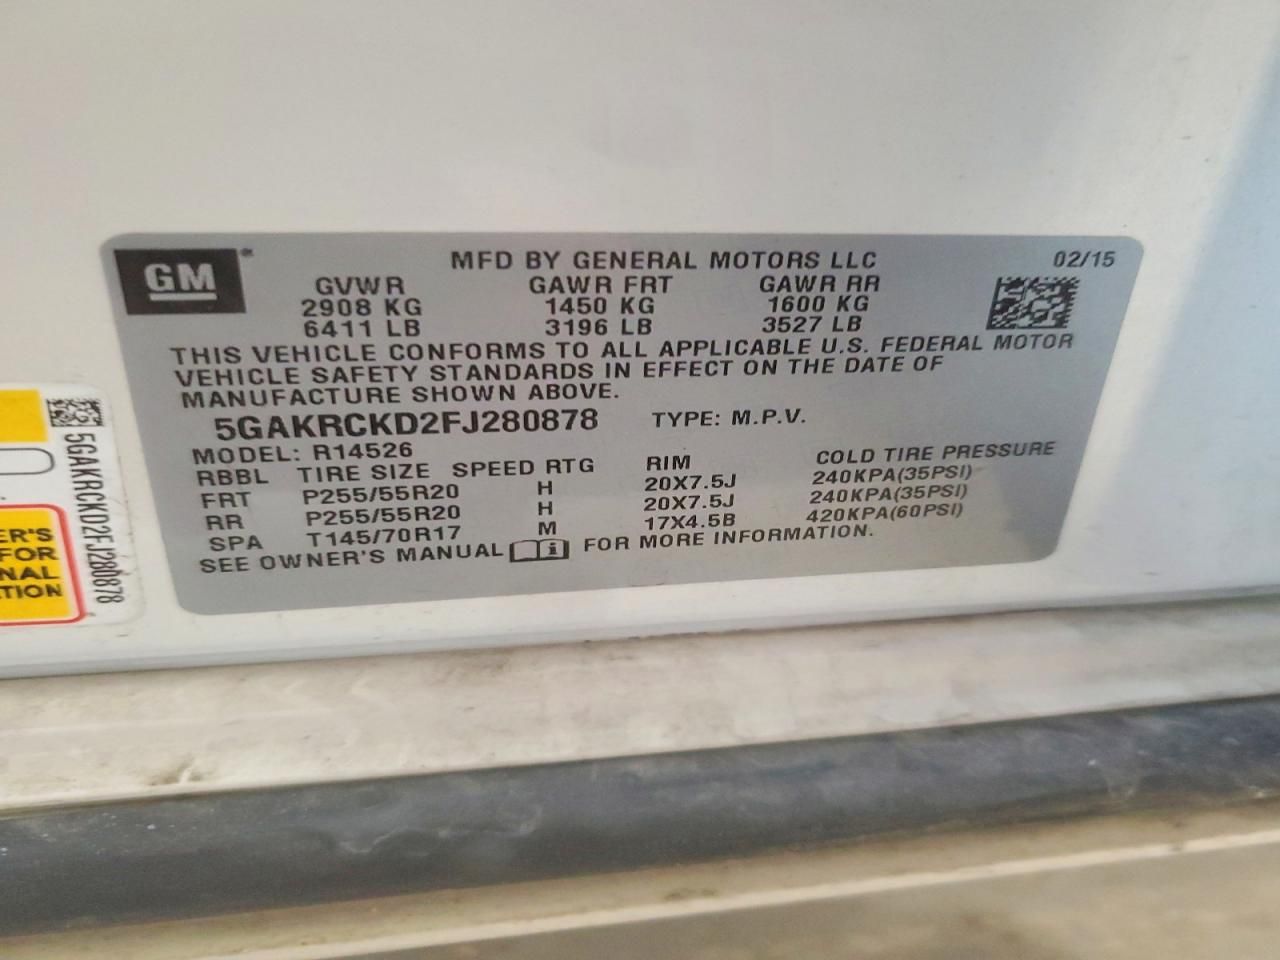 GM
MFD BY GENERAL MOTORS LLC 02/15
GVWR GAWR FRT GAWR RR
2908 KG 1450 KG 1600 KG
6411 LB 3196 LB 3527 LB
THIS VEHICLE CONFORMS TO ALL APPLICABLE U.S. FEDERAL MOTOR
VEHICLE SAFETY STANDARDS IN EFFECT ON THE DATE OF
MANUFACTURE SHOWN ABOVE.
5GAKRCKD2FJ280878 TYPE: M.P.V.
MODEL: R14526
RBBL TIRE SIZE SPEED RTG RIM COLD TIRE PRESSURE
FRT P255/55R20 H 20X7.5J 240KPA(35PSI)
RR P255/55R20 H 20X7.5J 240KPA(35PSI)
SPA T145/70R17 M 17X4.5B 420KPA(60PSI)
SEE OWNER'S MANUAL i FOR MORE INFORMATION.
5GAKRCKD2FJ280878
ER'S
FOR
NAL
TION